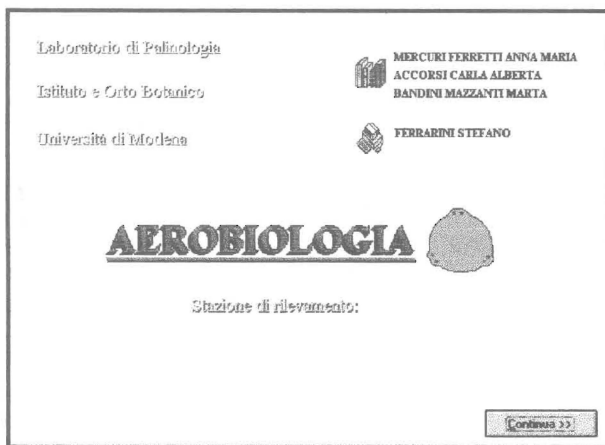 Laboratorio di Palinologia
Istituto e Orto Botanico
Università di Modena
MERCURI FERRETTI ANNA MARIA
ACCORSI CARLA ALBERTA
BANDINI MAZZANTI MARTA
FERRARINI STEFANO
AEROBIOLOGIA
Stazione di rilevamento:
Continua >>